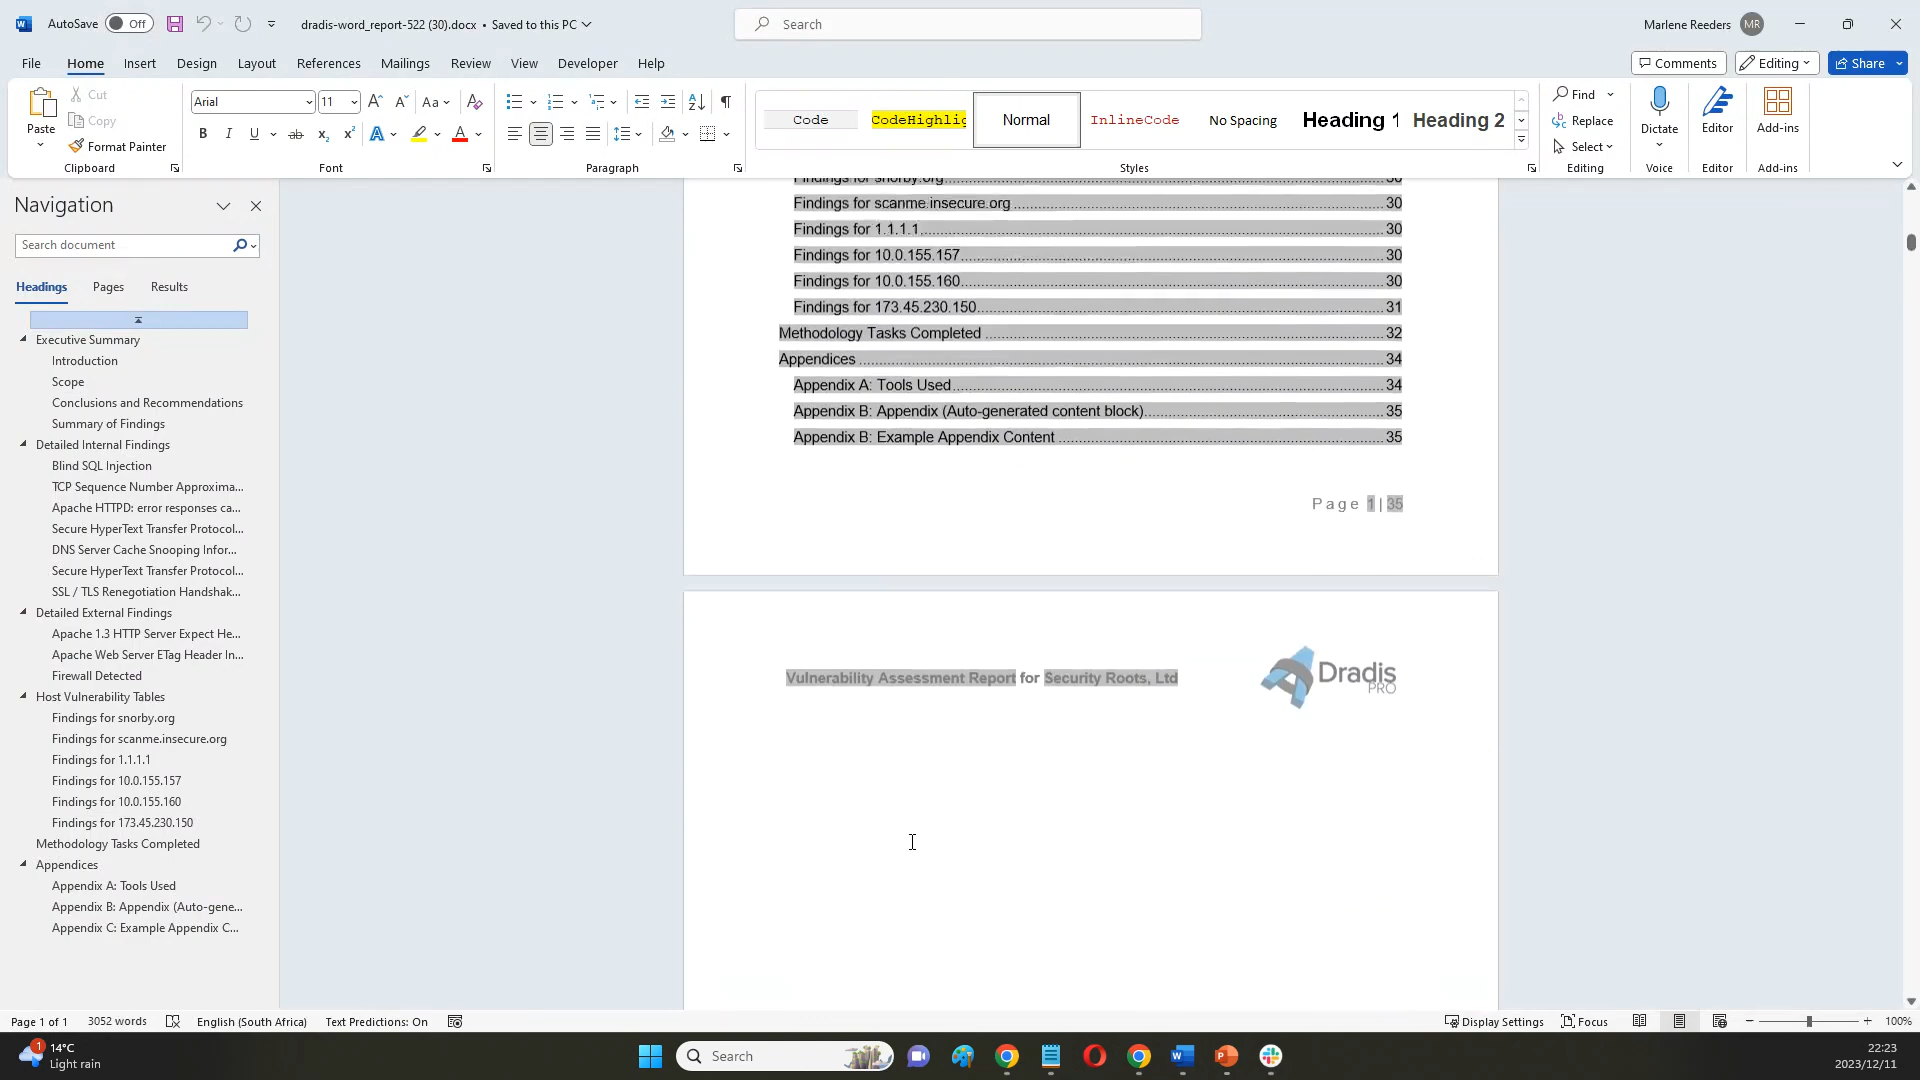 AutoSave Off dradis-word_report-522 (30).docx • Saved to this PC Search Marlene Reeders MR
File Home Insert Design Layout References Mailings Review View Developer Help Comments Editing Share
Paste Cut Copy Format Painter Clipboard
Arial 11 Aa
B I U ab x₂ x² A A
Font
Paragraph
Code CodeHighlig Normal InlineCode No Spacing Heading 1 Heading 2
Styles
Find Replace Select Editing
Dictate Voice
Editor Editor
Add-ins Add-ins
Navigation
Search document
Headings Pages Results
Executive Summary
Introduction
Scope
Conclusions and Recommendations
Summary of Findings
Detailed Internal Findings
Blind SQL Injection
TCP Sequence Number Approxima...
Apache HTTPD: error responses ca...
Secure HyperText Transfer Protocol...
DNS Server Cache Snooping Infor...
Secure HyperText Transfer Protocol...
SSL / TLS Renegotiation Handshak...
Detailed External Findings
Apache 1.3 HTTP Server Expect He...
Apache Web Server ETag Header In...
Firewall Detected
Host Vulnerability Tables
Findings for snorby.org
Findings for scanme.insecure.org
Findings for 1.1.1.1
Findings for 10.0.155.157
Findings for 10.0.155.160
Findings for 173.45.230.150
Methodology Tasks Completed
Appendices
Appendix A: Tools Used
Appendix B: Appendix (Auto-gene...
Appendix C: Example Appendix C...
Findings for snorby.org 30
Findings for scanme.insecure.org 30
Findings for 1.1.1.1 30
Findings for 10.0.155.157 30
Findings for 10.0.155.160 30
Findings for 173.45.230.150 31
Methodology Tasks Completed 32
Appendices 34
Appendix A: Tools Used 34
Appendix B: Appendix (Auto-generated content block) 35
Appendix B: Example Appendix Content 35
Page 1 | 35
Vulnerability Assessment Report for Security Roots, Ltd
Dradis
PRO
Page 1 of 1 3052 words English (South Africa) Text Predictions: On Display Settings Focus 100%
1 14°C
Light rain
Search
22:23
2023/12/11